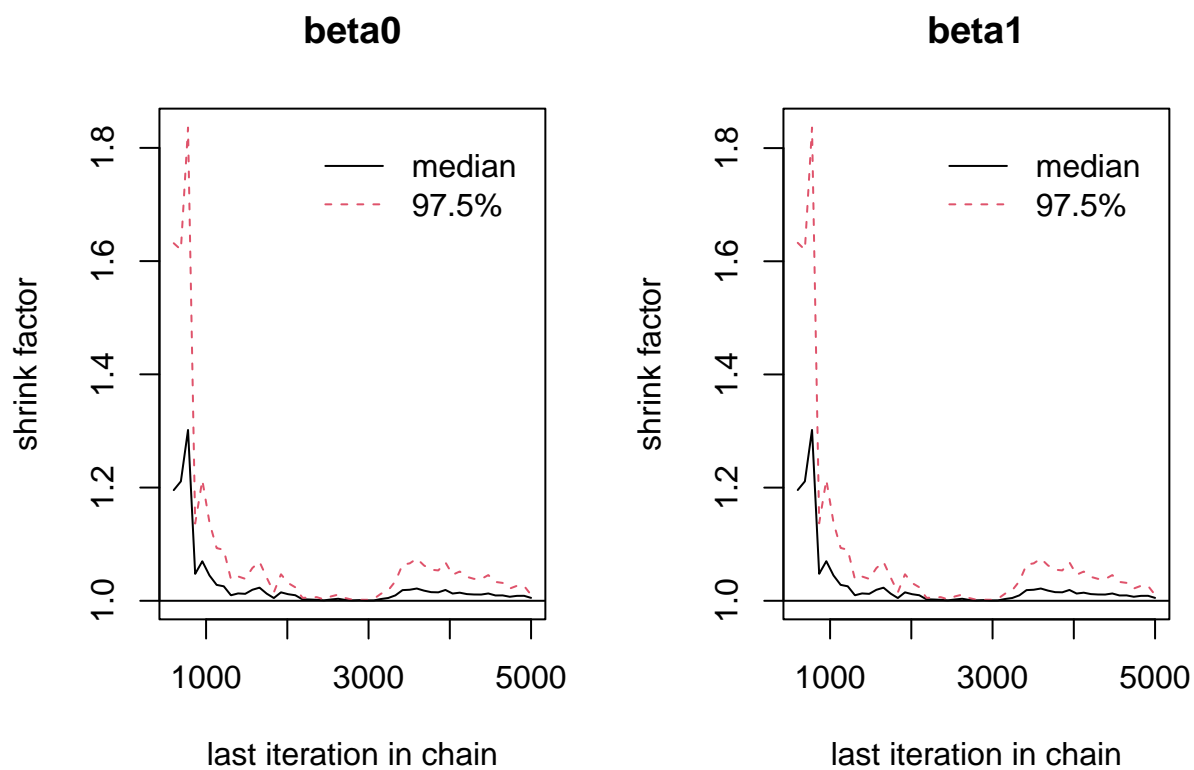 beta0
shrink factor
1.0 1.2 1.4 1.6 1.8
median
97.5%
1000 3000 5000
last iteration in chain
beta1
shrink factor
1.0 1.2 1.4 1.6 1.8
median
97.5%
1000 3000 5000
last iteration in chain